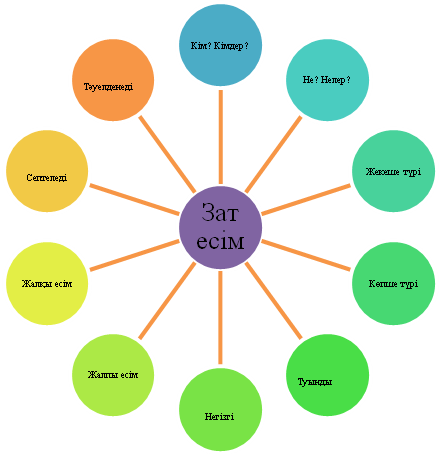 Кім? Кімдер?
Не? Нелер?
Жекеше түрі
Көпше түрі
Туынды
Негізгі
Жалпы есім
Жалқы есім
Септеледі
Тәуелденеді
Зат
есім